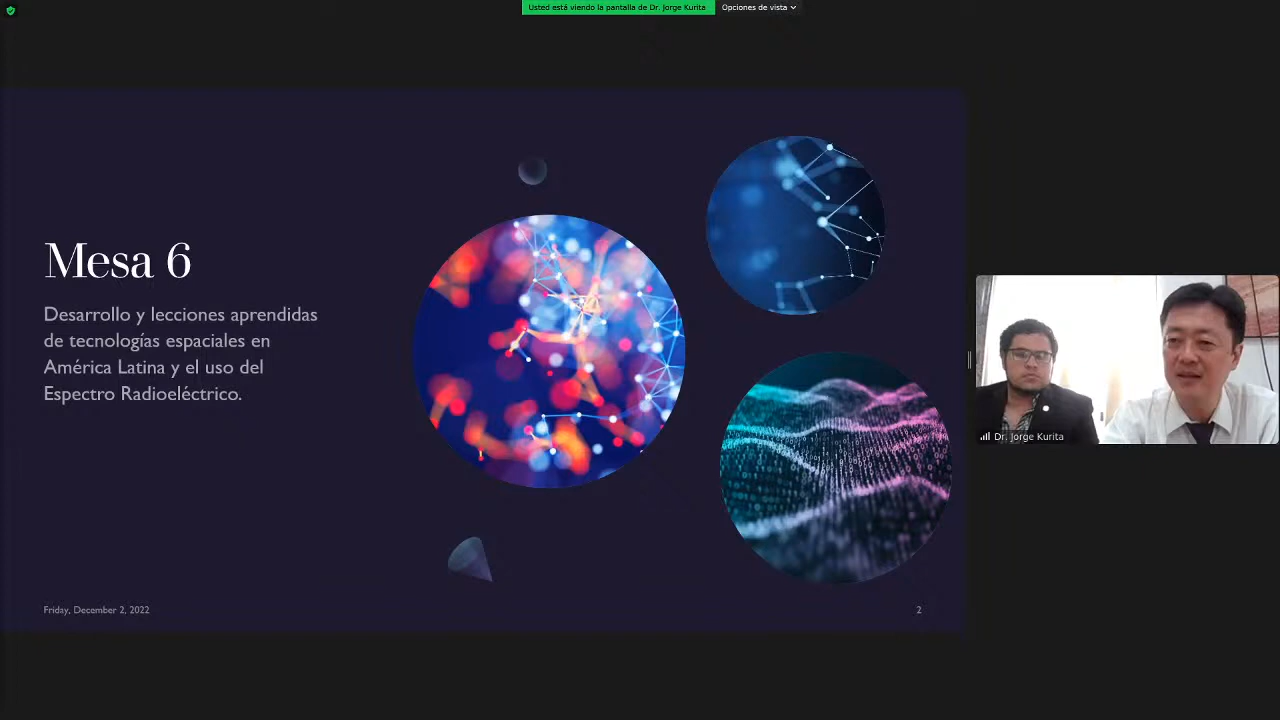 Usted está viendo la pantalla de Dr. Jorge Kurita
Opciones de vista
Mesa 6
Desarrollo y lecciones aprendidas
de tecnologías espaciales en
América Latina y el uso del
Espectro Radioeléctrico.
Dr. Jorge Kurita
Friday, December 2, 2022
2